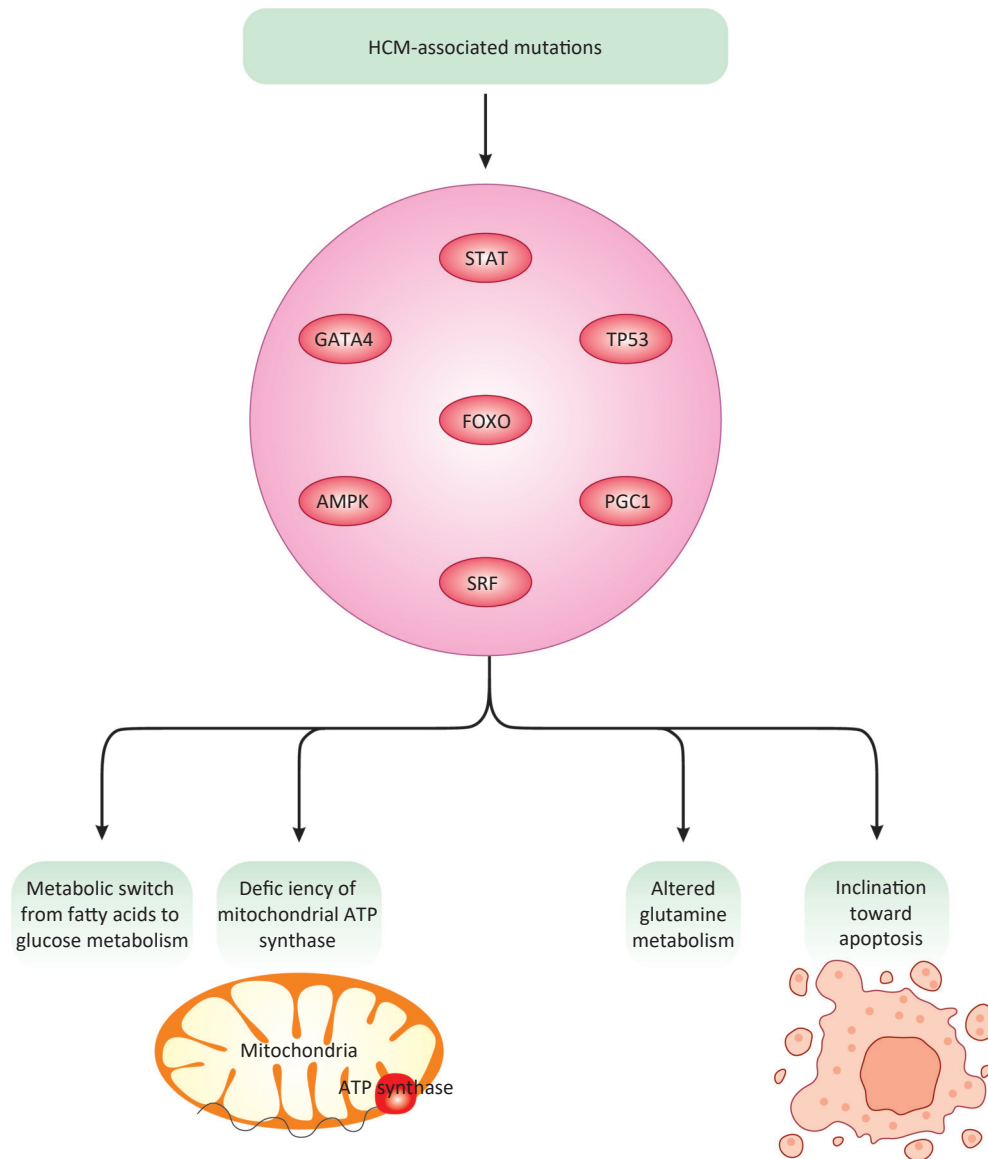 HCM-associated mutations
STAT
GATA4
TP53
FOXO
AMPK
PGC1
SRF
Metabolic switch
from fatty acids to
glucose metabolism
Defic iency of
mitochondrial ATP
synthase
Altered
glutamine
metabolism
Inclination
toward
apoptosis
Mitochondria
ATP synthase